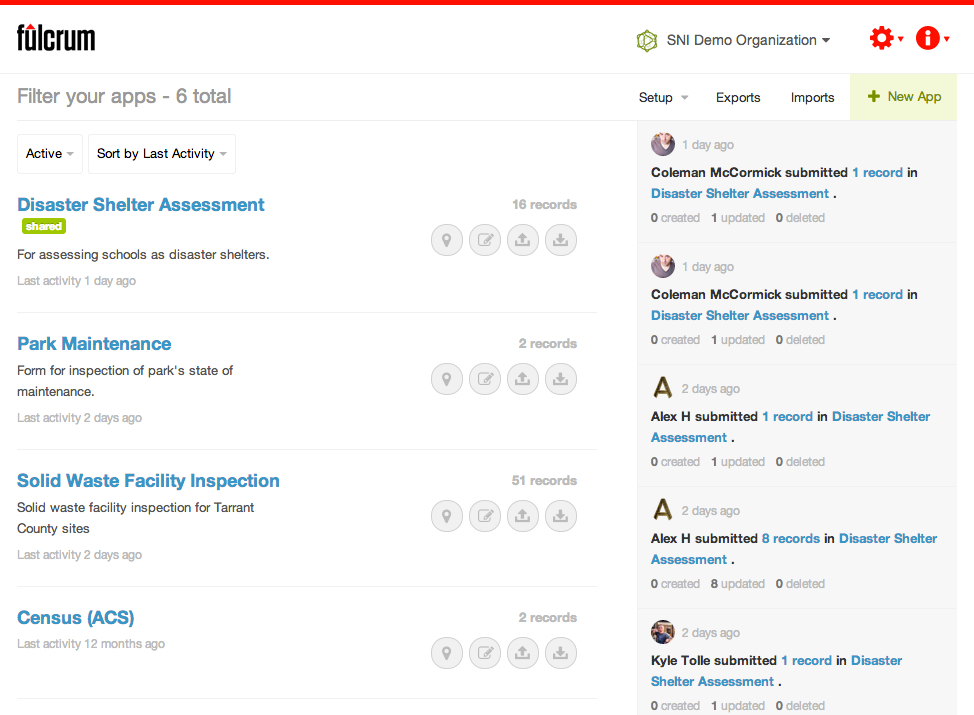 fulcrum
SNI Demo Organization
Filter your apps - 6 total
Setup
Exports
Imports
+ New App
Active
Sort by Last Activity
Disaster Shelter Assessment
shared
16 records
For assessing schools as disaster shelters.
Last activity 1 day ago
Park Maintenance
2 records
Form for inspection of park's state of
maintenance.
Last activity 2 days ago
Solid Waste Facility Inspection
51 records
Solid waste facility inspection for Tarrant
County sites
Last activity 2 days ago
Census (ACS)
2 records
Last activity 12 months ago
1 day ago
Coleman McCormick submitted 1 record in
Disaster Shelter Assessment .
0 created 1 updated 0 deleted
1 day ago
Coleman McCormick submitted 1 record in
Disaster Shelter Assessment .
0 created 1 updated 0 deleted
2 days ago
Alex H submitted 1 record in Disaster Shelter
Assessment .
0 created 1 updated 0 deleted
2 days ago
Alex H submitted 8 records in Disaster Shelter
Assessment .
0 created 8 updated 0 deleted
2 days ago
Kyle Tolle submitted 1 record in Disaster
Shelter Assessment .
0 created 1 updated 0 deleted